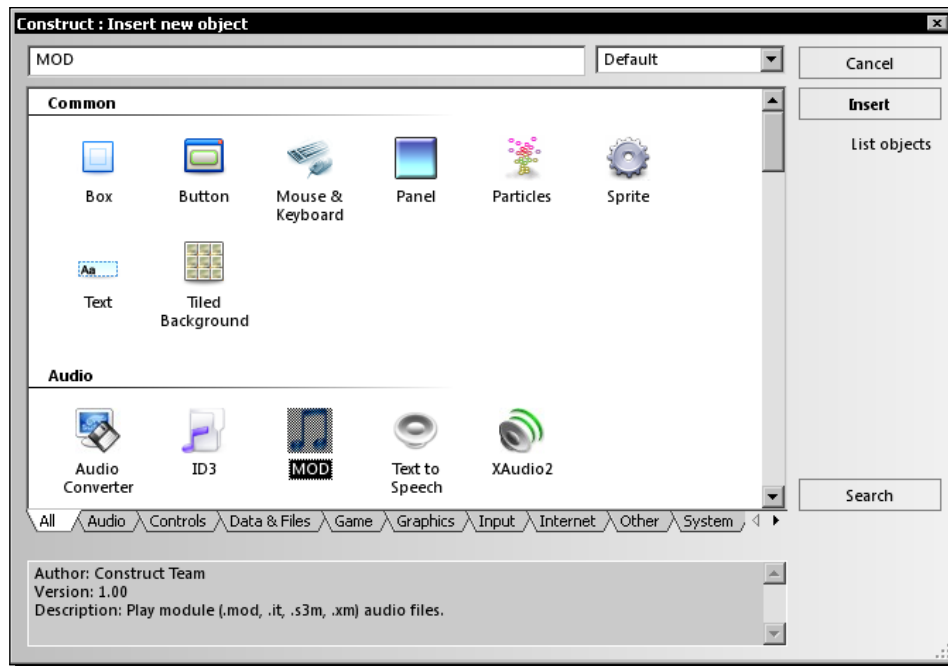 Construct : Insert new object
MOD
Default
Cancel
Insert
List objects
Common
Box
Button
Mouse &
Keyboard
Panel
Particles
Sprite
Aa
Text
Tiled
Background
Audio
Audio
Converter
ID3
MOD
Text to
Speech
XAudio2
Search
All
Audio
Controls
Data & Files
Game
Graphics
Input
Internet
Other
System
Author: Construct Team
Version: 1.00
Description: Play module (.mod, .it, .s3m, .xm) audio files.